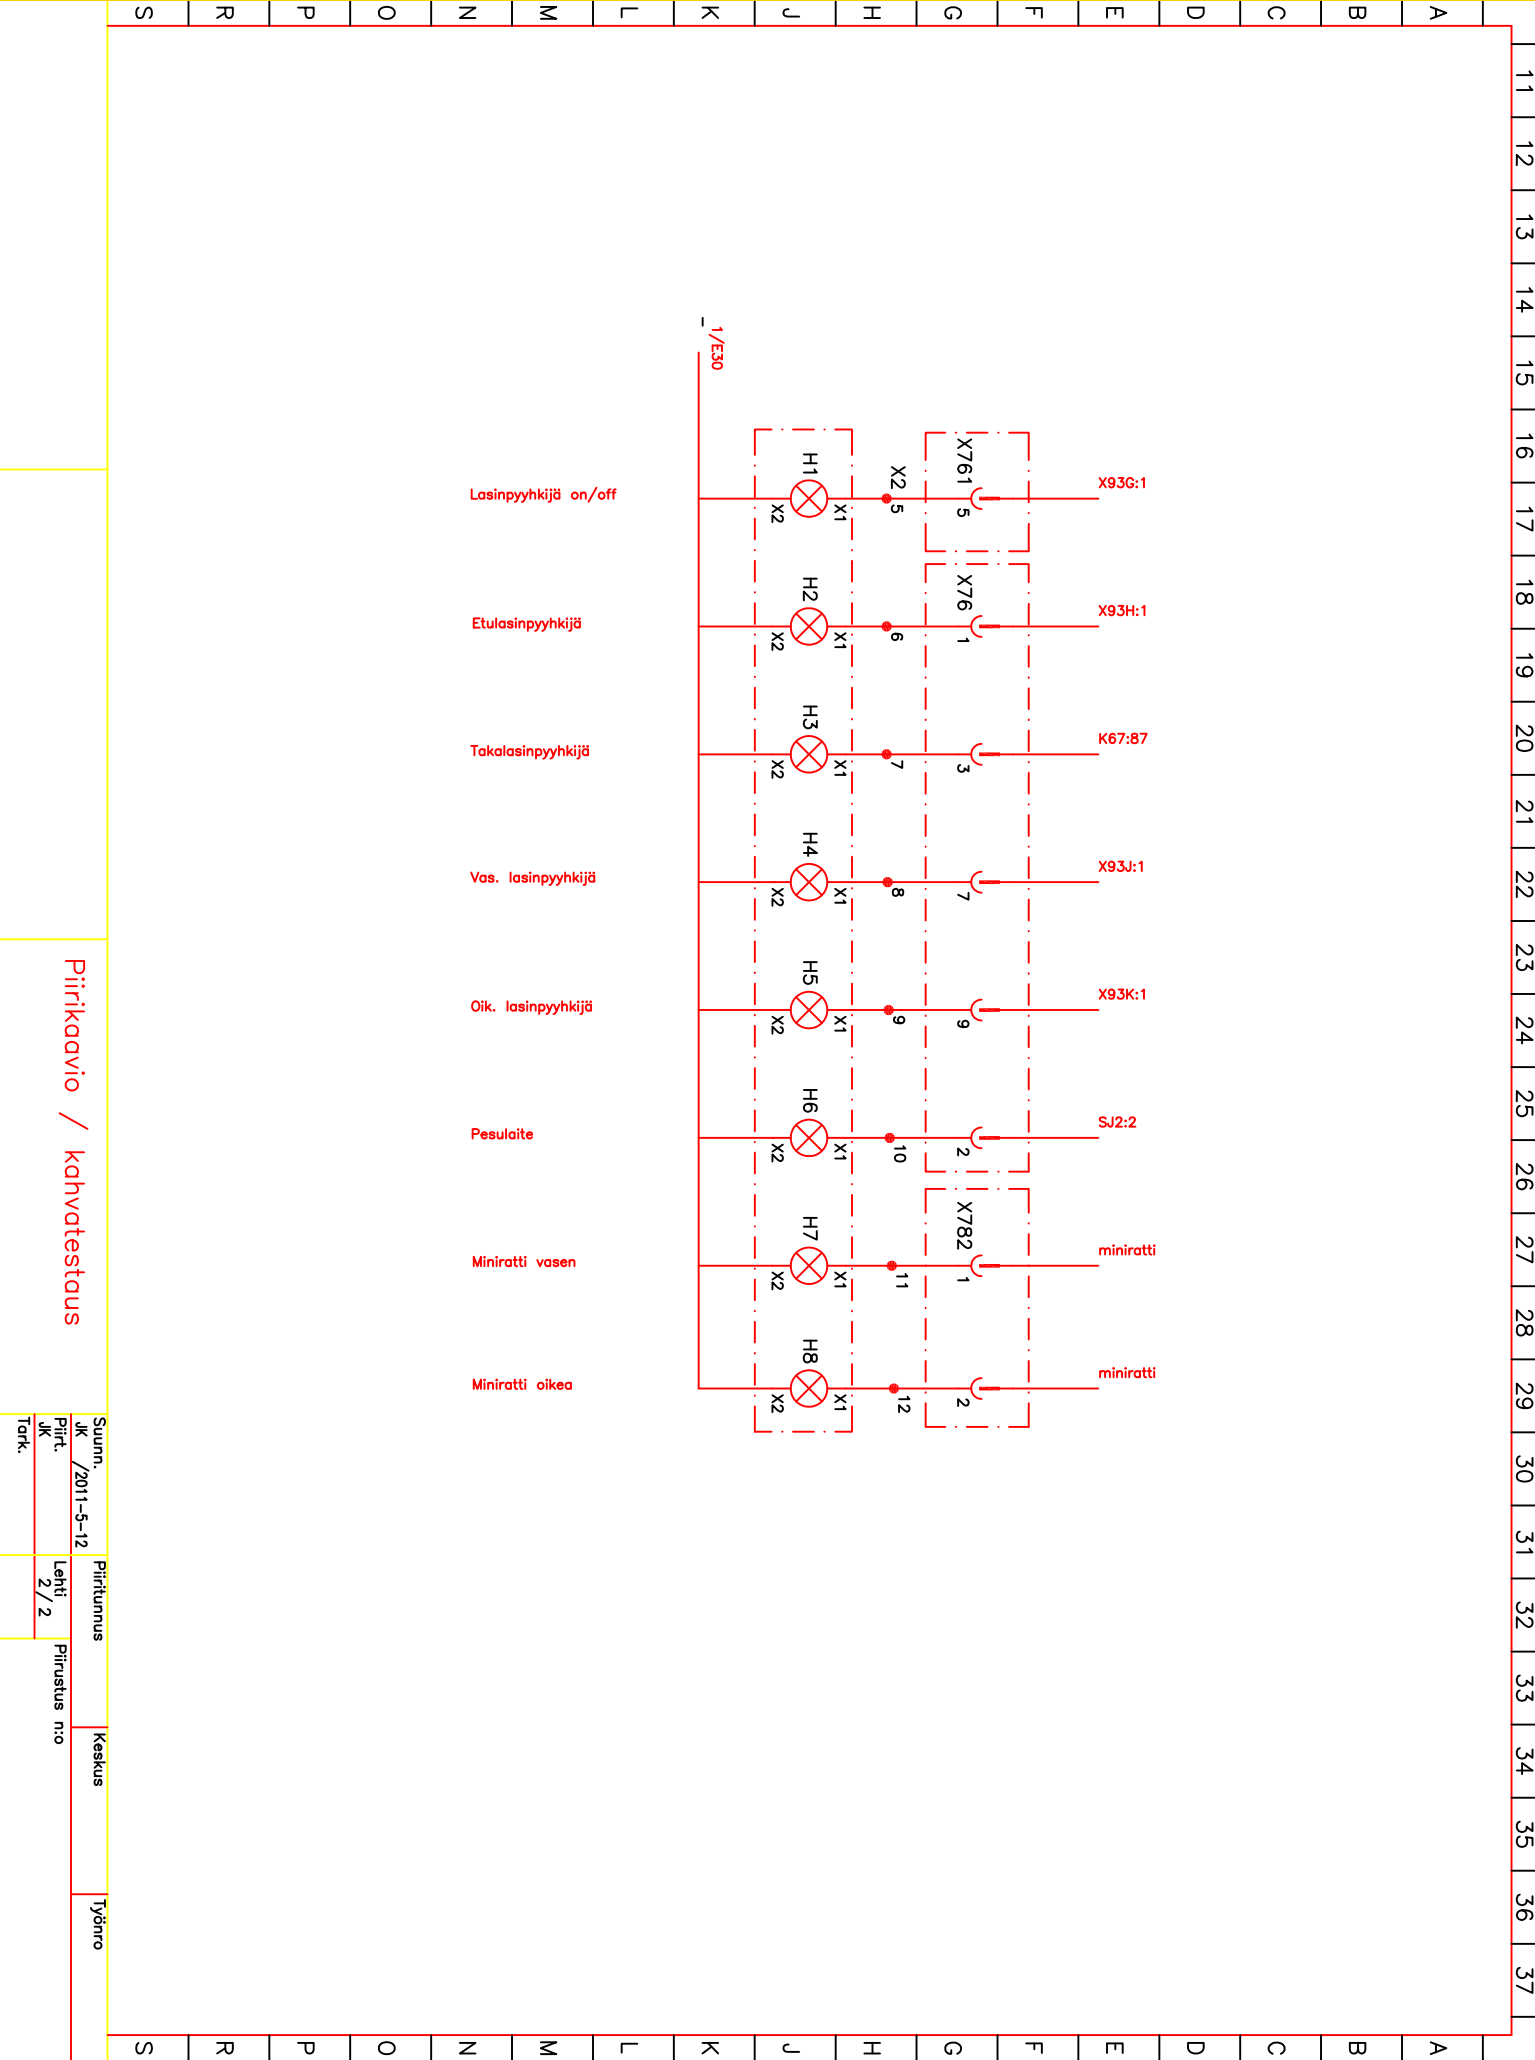 S R P O N M L K J H G F E D C B A
11
12
13
14
15
16
17
18
19
20
21
22
23
24
25
26
27
28
29
30
31
32
33
34
35
36
37
- 1/E30
Lasinpyyhkijä on/off
H1
X2
X1
X2
5
X761
5
X93G:1
Etulasinpyyhkijä
H2
X2
X1
6
X76
1
X93H:1
Takalasinpyyhkijä
H3
X2
X1
7
3
K67:87
Vas. lasinpyyhkijä
H4
X2
X1
8
7
X93J:1
Oik. lasinpyyhkijä
H5
X2
X1
9
9
X93K:1
Pesulaite
H6
X2
X1
10
2
SJ2:2
Miniratti vasen
H7
X2
X1
11
X782
1
miniratti
Miniratti oikea
H8
X2
X1
12
2
miniratti
Piirikaavio / kahvatestaus
Suunn.
JK /2011-5-12
Piirt.
JK
Tark.
Piiritunnus
Lehti
2/2
Keskus
Piirustus n:o
Työnro
S R P O N M L K J H G F E D C B A